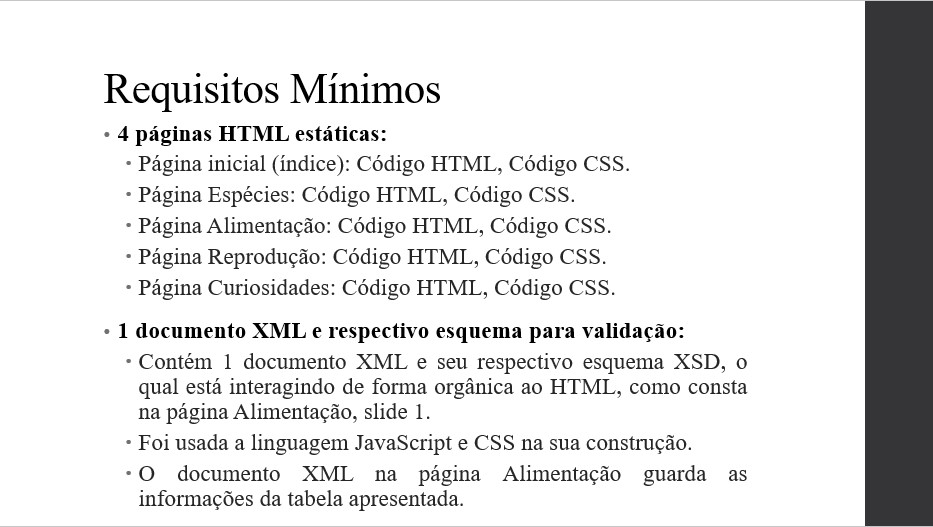 Requisitos Mínimos
• 4 páginas HTML estáticas:
• Página inicial (índice): Código HTML, Código CSS.
• Página Espécies: Código HTML, Código CSS.
• Página Alimentação: Código HTML, Código CSS.
• Página Reprodução: Código HTML, Código CSS.
• Página Curiosidades: Código HTML, Código CSS.
• 1 documento XML e respectivo esquema para validação:
• Contém 1 documento XML e seu respectivo esquema XSD, o
qual está interagindo de forma orgânica ao HTML, como consta
na página Alimentação, slide 1.
• Foi usada a linguagem JavaScript e CSS na sua construção.
• O documento XML na página Alimentação guarda as
informações da tabela apresentada.